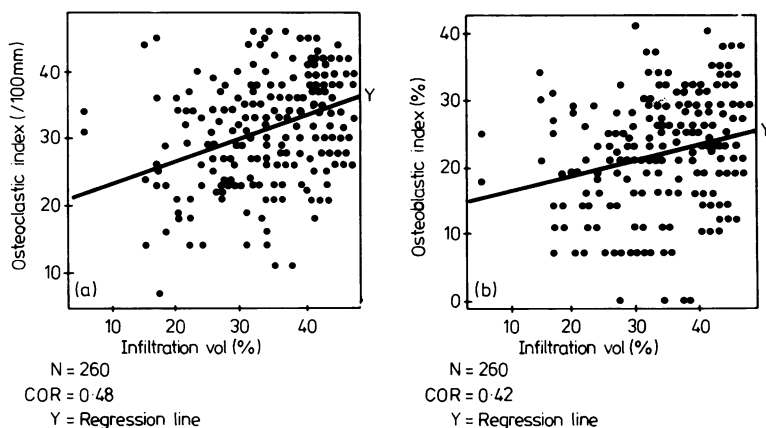 Osteoclastic index (/100mm)
40
30
20
10
(a)
Y
10 20 30 40
Infiltration vol (%)
N = 260
COR = 0·48
Y = Regression line
Osteoblastic index (%)
40
30
20
10
0
(b)
Y
10 20 30 40
Infiltration vol (%)
N = 260
COR = 0·42
Y = Regression line